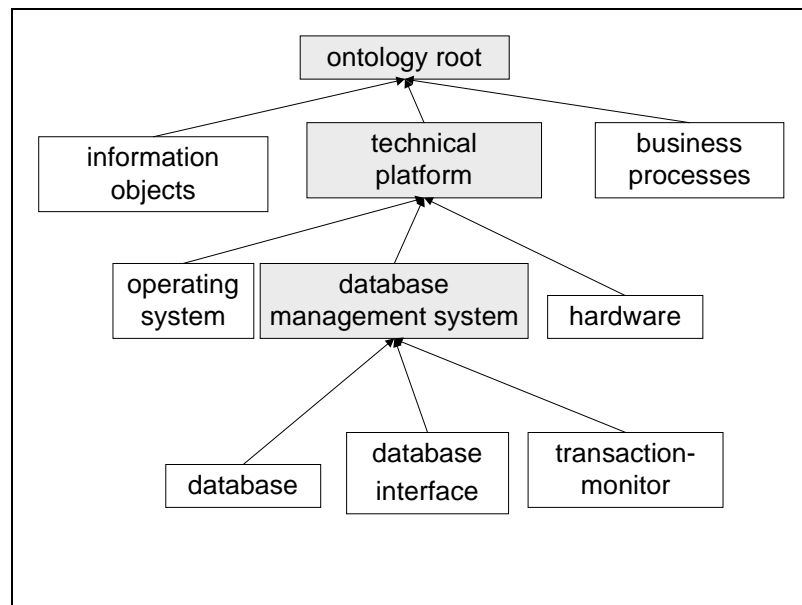 ontology root
information
objects
technical
platform
business
processes
operating
system
database
management system
hardware
database
database
interface
transaction-
monitor